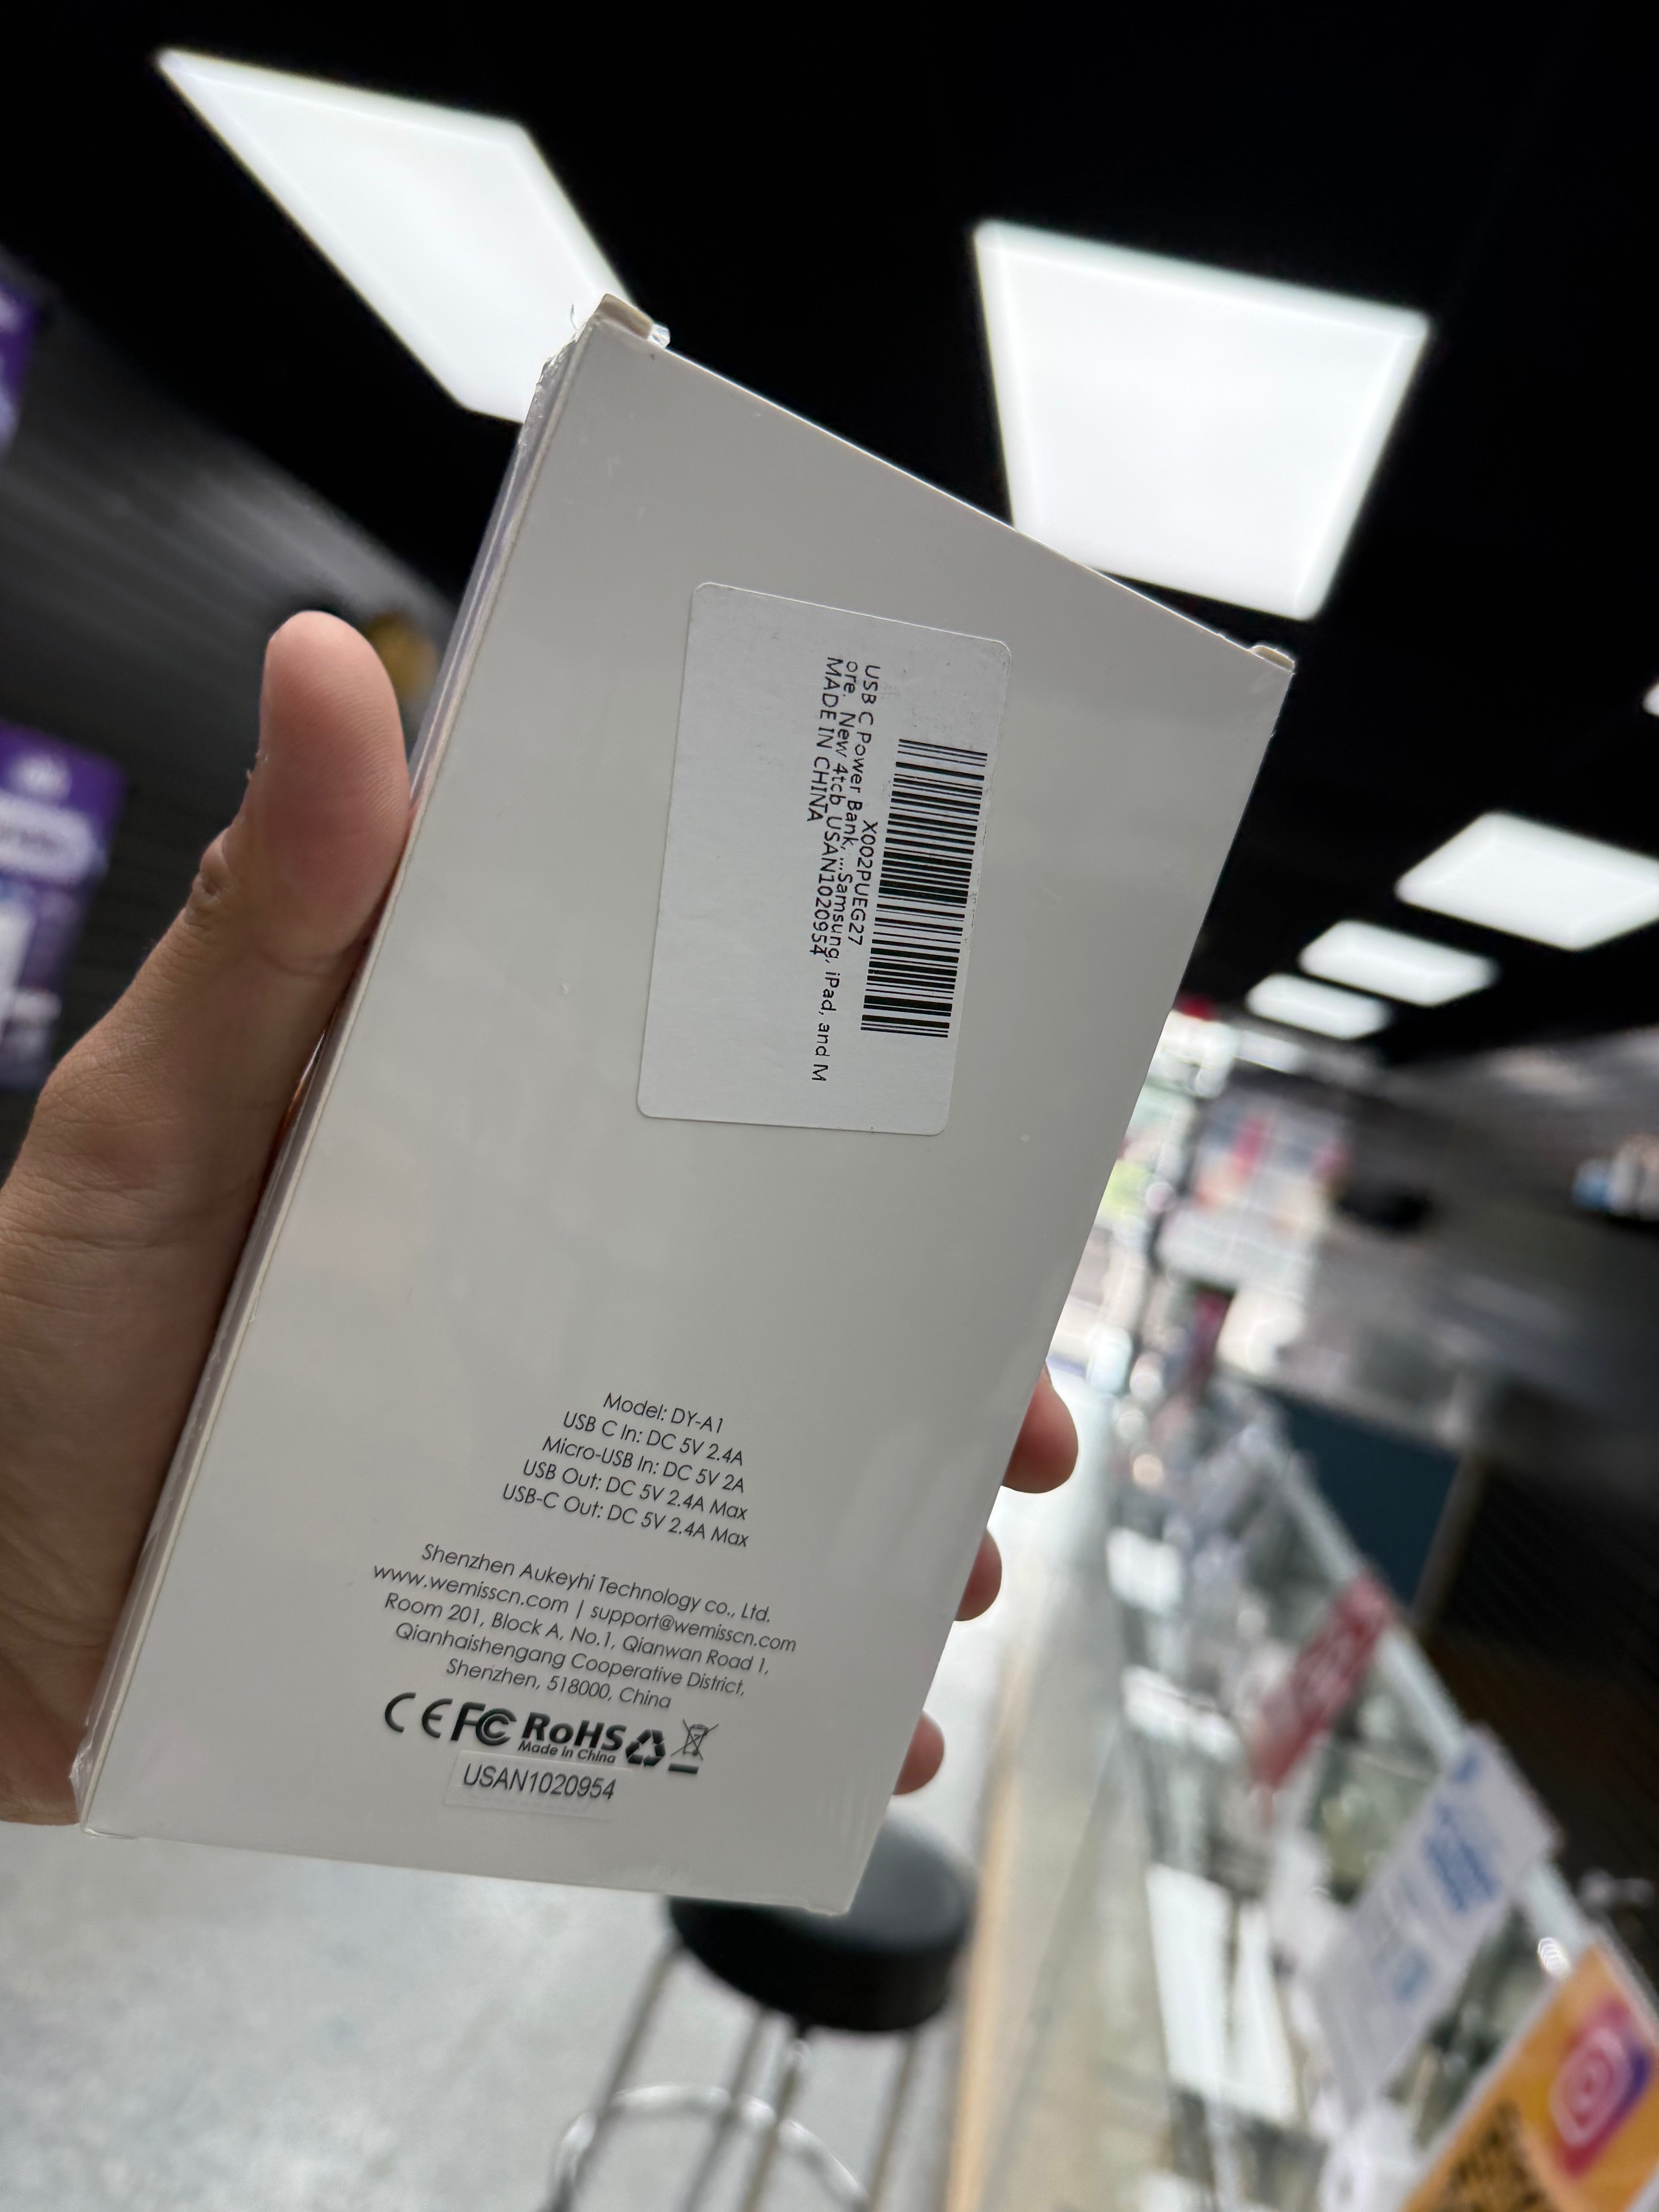 X002PUEG27
USB C Power Bank, ...Samsung, iPad, and M
ore. New 4tcb_USAN1020954
MADE IN CHINA
Model: DY-A1
USB C In: DC 5V 2.4A
Micro-USB In: DC 5V 2A
USB Out: DC 5V 2.4A Max
USB-C Out: DC 5V 2.4A Max
Shenzhen Aukeyhi Technology co., Ltd.
www.wemisscn.com | support@wemisscn.com
Room 201, Block A, No.1, Qianwan Road 1,
Qianhaishengang Cooperative District,
Shenzhen, 518000, China
CE FC RoHS
Made in China
USAN1020954